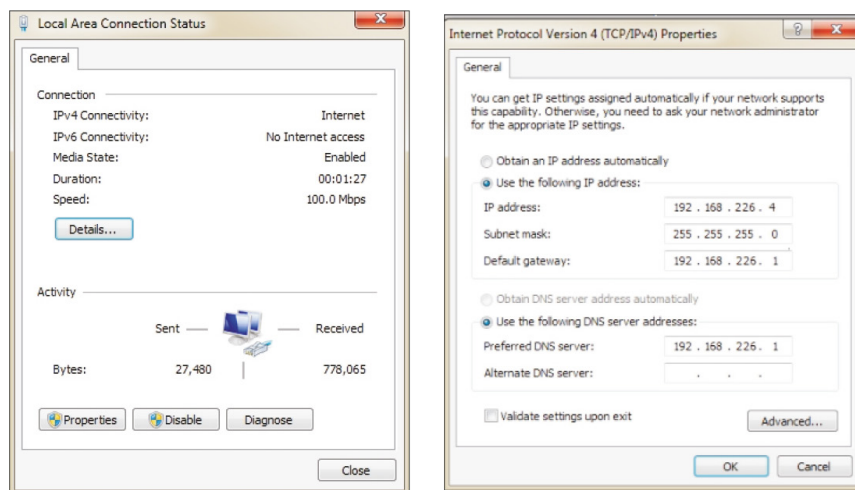 Local Area Connection Status
General
Connection
IPv4 Connectivity: Internet
IPv6 Connectivity: No Internet access
Media State: Enabled
Duration: 00:01:27
Speed: 100.0 Mbps
Details...
Activity
Sent Received
Bytes: 27,480 778,065
Properties Disable Diagnose
Close
Internet Protocol Version 4 (TCP/IPv4) Properties
General
You can get IP settings assigned automatically if your network supports
this capability. Otherwise, you need to ask your network administrator
for the appropriate IP settings.
Obtain an IP address automatically
Use the following IP address:
IP address: 192 . 168 . 226 . 4
Subnet mask: 255 . 255 . 255 . 0
Default gateway: 192 . 168 . 226 . 1
Obtain DNS server address automatically
Use the following DNS server addresses:
Preferred DNS server: 192 . 168 . 226 . 1
Alternate DNS server: . . .
Validate settings upon exit
Advanced...
OK Cancel